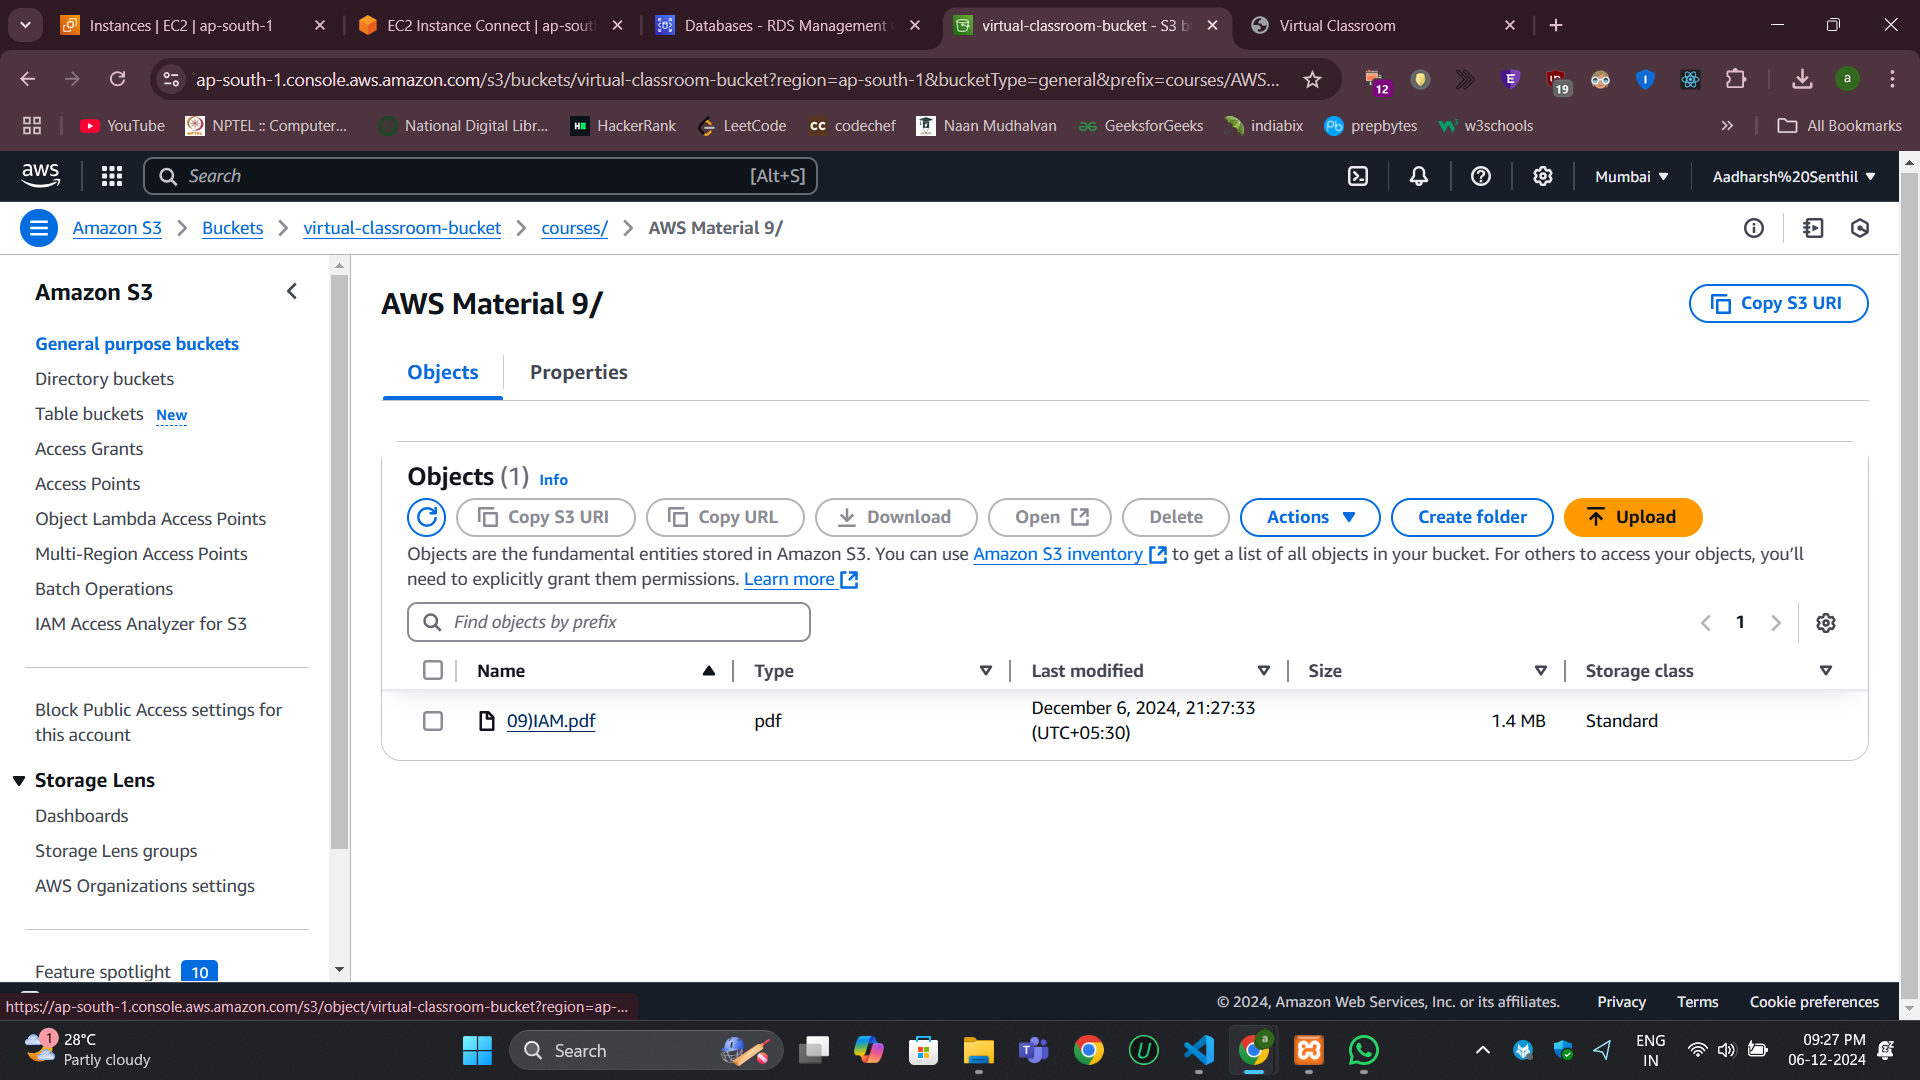 Instances | EC2 | ap-south-1
EC2 Instance Connect | ap-sout
Databases - RDS Management
virtual-classroom-bucket - S3 b
Virtual Classroom
ap-south-1.console.aws.amazon.com/s3/buckets/virtual-classroom-bucket?region=ap-south-1&bucketType=general&prefix=courses/AWS...
12
E
19
a
YouTube
NPTEL :: Computer...
National Digital Libr...
HackerRank
LeetCode
CC codechef
Naan Mudhalvan
GeeksforGeeks
indiabix
Pb prepbytes
w3schools
All Bookmarks
aws
Search
[Alt+S]
Mumbai
Aadharsh%20Senthil
Amazon S3
Buckets
virtual-classroom-bucket
courses/
AWS Material 9/
Amazon S3
General purpose buckets
Directory buckets
Table buckets New
Access Grants
Access Points
Object Lambda Access Points
Multi-Region Access Points
Batch Operations
IAM Access Analyzer for S3
Block Public Access settings for
this account
Storage Lens
Dashboards
Storage Lens groups
AWS Organizations settings
Feature spotlight 10
AWS Material 9/
Copy S3 URI
Objects
Properties
Objects (1) Info
Copy S3 URI
Copy URL
Download
Open
Delete
Actions
Create folder
Upload
Objects are the fundamental entities stored in Amazon S3. You can use Amazon S3 inventory to get a list of all objects in your bucket. For others to access your objects, you’ll
need to explicitly grant them permissions. Learn more
Find objects by prefix
1
Name
Type
Last modified
Size
Storage class
09)IAM.pdf
pdf
December 6, 2024, 21:27:33
(UTC+05:30)
1.4 MB
Standard
https://ap-south-1.console.aws.amazon.com/s3/object/virtual-classroom-bucket?region=ap-...
© 2024, Amazon Web Services, Inc. or its affiliates.
Privacy
Terms
Cookie preferences
1
28°C
Partly cloudy
Search
a
ENG
IN
09:27 PM
06-12-2024